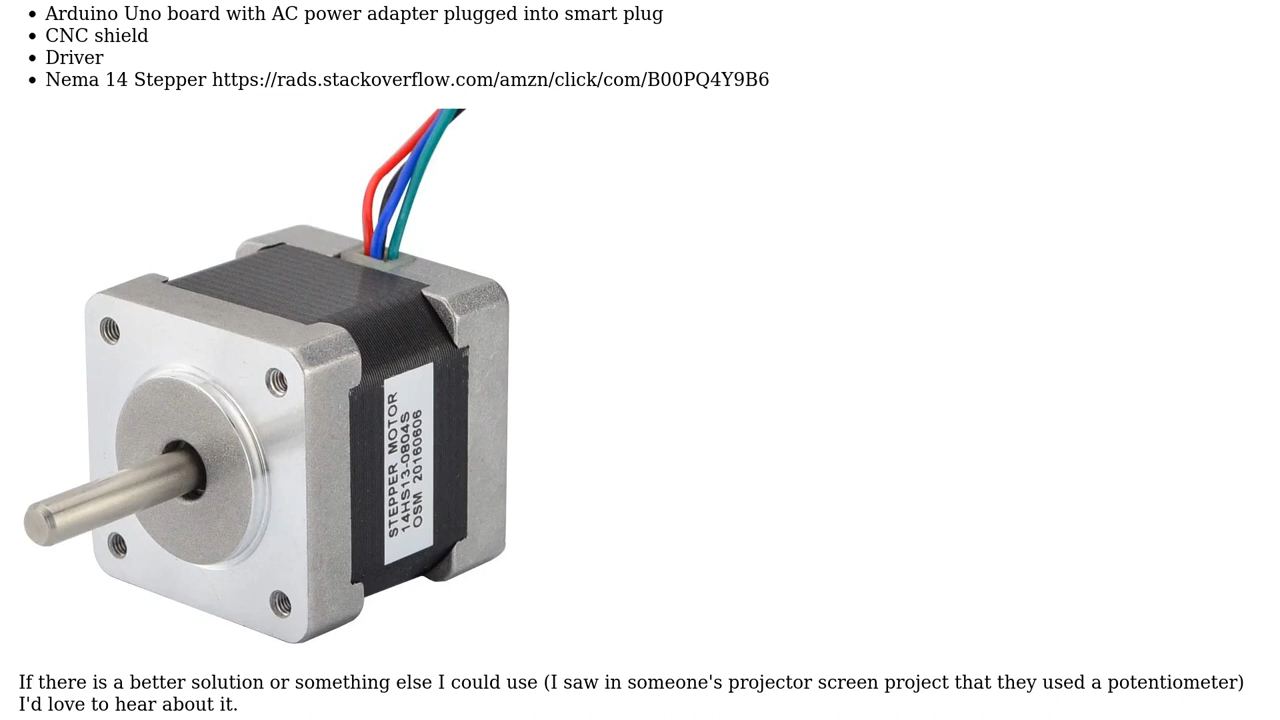 Arduino Uno board with AC power adapter plugged into smart plug
CNC shield
Driver
Nema 14 Stepper https://rads.stackoverflow.com/amzn/click/com/B00PQ4Y9B6
STEPPER MOTOR
14HS13-0804S
OSM 20160606
If there is a better solution or something else I could use (I saw in someone's projector screen project that they used a potentiometer)
I'd love to hear about it.